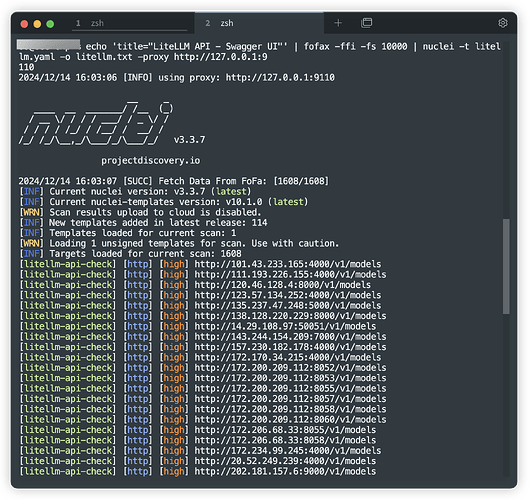 1 zsh
2 zsh
echo 'title="LiteLLM API - Swagger UI"' | fofax -ffi -fs 10000 | nuclei -t litel
lm.yaml -o litellm.txt -proxy http://127.0.0.1:9
110
2024/12/14 16:03:06 [INFO] using proxy: http://127.0.0.1:9110
nuclei v3.3.7
projectdiscovery.io
2024/12/14 16:03:07 [SUCC] Fetch Data From FoFa: [1608/1608]
[INF] Current nuclei version: v3.3.7 (latest)
[INF] Current nuclei-templates version: v10.1.0 (latest)
[WRN] Scan results upload to cloud is disabled.
[INF] New templates added in latest release: 114
[INF] Templates loaded for current scan: 1
[WRN] Loading 1 unsigned templates for scan. Use with caution.
[INF] Targets loaded for current scan: 1608
[litellm-api-check] [http] [high] http://101.43.233.165:4000/v1/models
[litellm-api-check] [http] [high] http://111.193.226.155:4000/v1/models
[litellm-api-check] [http] [high] http://120.46.128.4:8000/v1/models
[litellm-api-check] [http] [high] http://123.57.134.252:4000/v1/models
[litellm-api-check] [http] [high] http://135.237.47.248:5000/v1/models
[litellm-api-check] [http] [high] http://138.128.220.229:8000/v1/models
[litellm-api-check] [http] [high] http://14.29.108.97:50051/v1/models
[litellm-api-check] [http] [high] http://143.244.154.209:7000/v1/models
[litellm-api-check] [http] [high] http://157.230.182.178:4000/v1/models
[litellm-api-check] [http] [high] http://172.170.34.215:4000/v1/models
[litellm-api-check] [http] [high] http://172.200.209.112:8052/v1/models
[litellm-api-check] [http] [high] http://172.200.209.112:8053/v1/models
[litellm-api-check] [http] [high] http://172.200.209.112:8055/v1/models
[litellm-api-check] [http] [high] http://172.200.209.112:8057/v1/models
[litellm-api-check] [http] [high] http://172.200.209.112:8058/v1/models
[litellm-api-check] [http] [high] http://172.200.209.112:8060/v1/models
[litellm-api-check] [http] [high] http://172.206.68.33:8055/v1/models
[litellm-api-check] [http] [high] http://172.206.68.33:8058/v1/models
[litellm-api-check] [http] [high] http://172.234.99.245:4000/v1/models
[litellm-api-check] [http] [high] http://20.52.249.239:4000/v1/models
[litellm-api-check] [http] [high] http://202.181.157.6:9000/v1/models